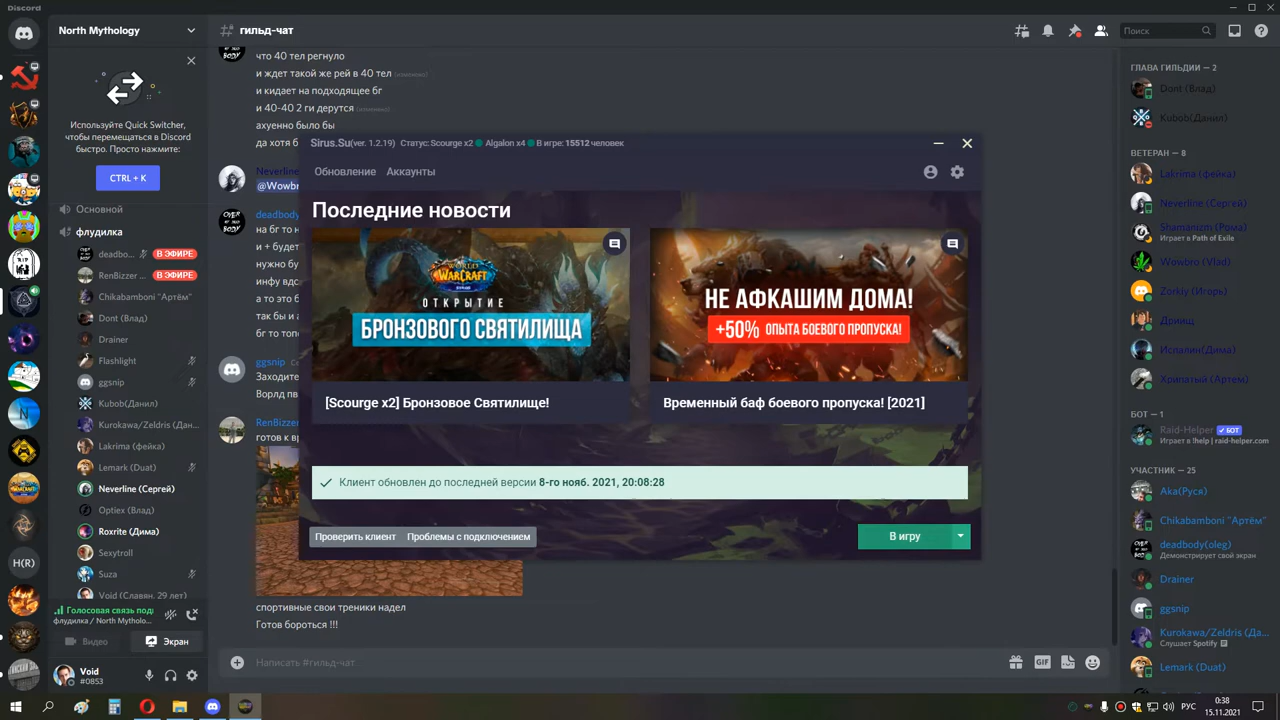 Discord
North Mythology
Используйте Quick Switcher,
чтобы перемещаться в Discord
быстро. Просто нажмите:
CTRL + K
Основной
флудилка
deadbo...
В ЭФИРЕ
RenBizzer ...
В ЭФИРЕ
Chikabamboni "Артём"
Dont (Влад)
Drainer
Flashlight
ggsnip
Kubob(Данил)
Kurokawa/Zeldris (Дан...
Lakrima (фейка)
Lemark (Duat)
Neverline (Сергей)
Optiex (Влад)
Roxrite (Дима)
Sexytroll
Suza
Void (Славян, 29 лет)
Голосовая связь под
флудилка / North Mytholo...
Видео
Экран
Void
#0853
H(R)
гильд-чат
Поиск
что 40 тел регнуло
и ждет такой же рей в 40 тел (изменено)
и кидает на подходящее бг
и 40-40 2 ги дерутся (изменено)
ахуенно было бы
да хотя б
Neverline
@Wowbr
deadbody
на бг то н
и + будет
нужно бу
инфу вдс
а то это б
так бы и а
бг то топс
ggsnip
Заходите
Ворлд пв
RenBizzer
готов к в
спортивные свои треники надел
Готов бороться !!!
Написать #гильд-чат
GIF
Sirus.Su(ver. 1.2.19) Статус: Scourge x2 Algalon x4 В игре: 15512 человек
Обновление Аккаунты
Последние новости
WORLD
WARCRAFT
ОТКРЫТИЕ
БРОНЗОВОГО СВЯТИЛИЩА
[Scourge x2] Бронзовое Святилище!
НЕ АФКАШИМ ДОМА!
+50% ОПЫТА БОЕВОГО ПРОПУСКА!
Временный баф боевого пропуска! [2021]
Клиент обновлен до последней версии 8-го нояб. 2021, 20:08:28
Проверить клиент Проблемы с подключением
В игру
ГЛАВА ГИЛЬДИИ — 2
Dont (Влад)
Kubob(Данил)
ВЕТЕРАН — 8
Lakrima (фейка)
Neverline (Сергей)
Shamanizm (Рома)
Играет в Path of Exile
Wowbro (Vlad)
Zorkiy (Игорь)
Дрищ
Испалин(Дима)
Хрипатый (Артем)
БОТ — 1
Raid-Helper
БОТ
Играет в !help | raid-helper.com
УЧАСТНИК — 25
Aka(Руся)
Chikabamboni "Артём"
deadbody(oleg)
Демонстрирует свой экран
Drainer
ggsnip
Kurokawa/Zeldris (Да...
Слушает Spotify
Lemark (Duat)
РУС
0:38
15.11.2021